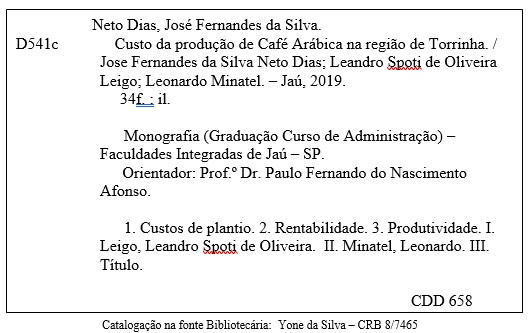 Neto Dias, José Fernandes da Silva.
D541c Custo da produção de Café Arábica na região de Torrinha. /
Jose Fernandes da Silva Neto Dias; Leandro Spoti de Oliveira
Leigo; Leonardo Minatel. – Jaú, 2019.
34f. : il.
Monografia (Graduação Curso de Administração) –
Faculdades Integradas de Jaú – SP.
Orientador: Prof.º Dr. Paulo Fernando do Nascimento
Afonso.
1. Custos de plantio. 2. Rentabilidade. 3. Produtividade. I.
Leigo, Leandro Spoti de Oliveira. II. Minatel, Leonardo. III.
Título.
CDD 658
Catalogação na fonte Bibliotecária: Yone da Silva – CRB 8/7465